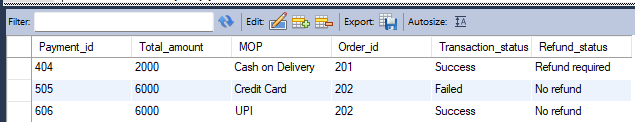 Filter: Edit: Export: Autosize:
Payment_id Total_amount MOP Order_id Transaction_status Refund_status
404 2000 Cash on Delivery 201 Success Refund required
505 6000 Credit Card 202 Failed No refund
606 6000 UPI 202 Success No refund